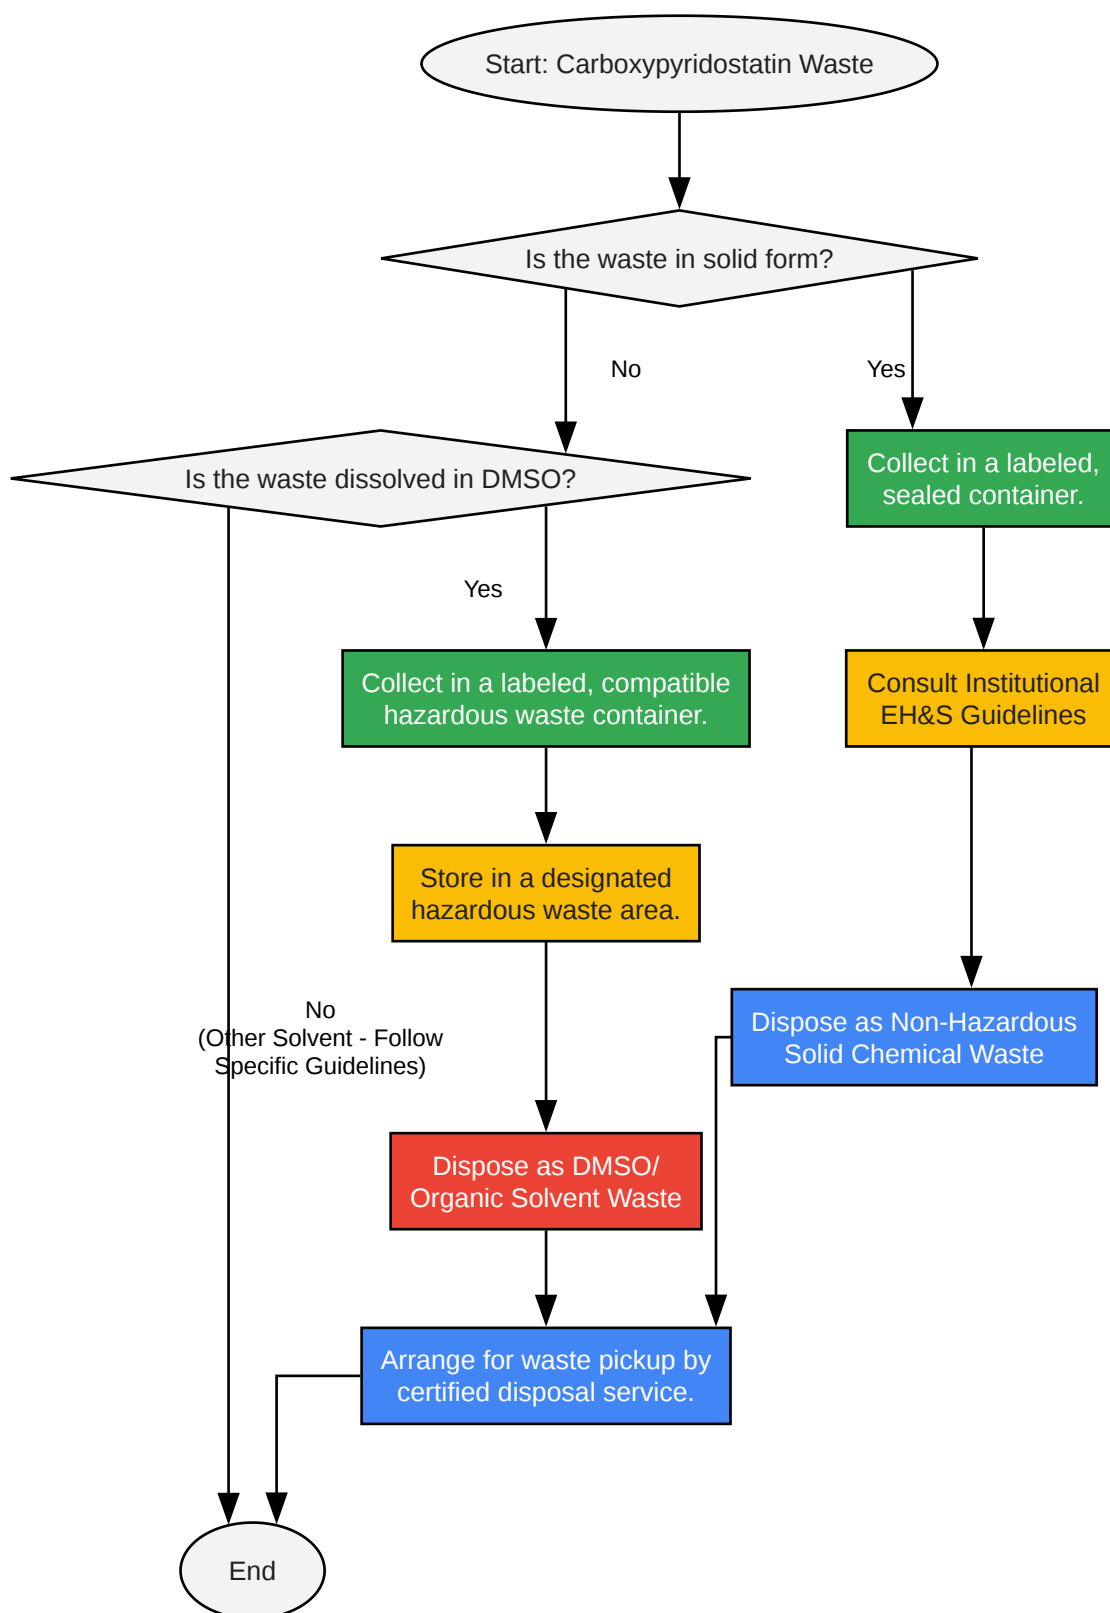 Start: Carboxypyridostatin Waste
Is the waste in solid form?
No
Yes
Is the waste dissolved in DMSO?
Collect in a labeled,
sealed container.
Yes
Collect in a labeled, compatible
hazardous waste container.
Consult Institutional
EH&S Guidelines
Store in a designated
hazardous waste area.
No
(Other Solvent - Follow
Specific Guidelines)
Dispose as Non-Hazardous
Solid Chemical Waste
Dispose as DMSO/
Organic Solvent Waste
Arrange for waste pickup by
certified disposal service.
End